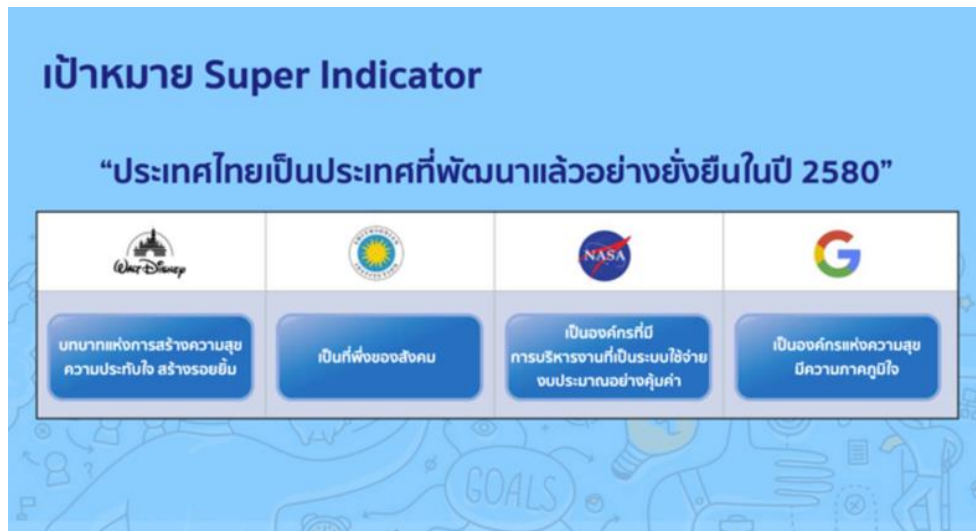 เป้าหมาย Super Indicator
“ประเทศไทยเป็นประเทศที่พัฒนาแล้วอย่างยั่งยืนในปี 2580”
WALT DISNEY
SMITHSONIAN INSTITUTION
NASA
บทบาทแห่งการสร้างความสุข
ความประทับใจ สร้างรอยยิ้ม
เป็นที่พึ่งของสังคม
เป็นองค์กรที่มี
การบริหารงานที่เป็นระบบใช้จ่าย
งบประมาณอย่างคุ้มค่า
เป็นองค์กรแห่งความสุข
มีความภาคภูมิใจ
GOALS